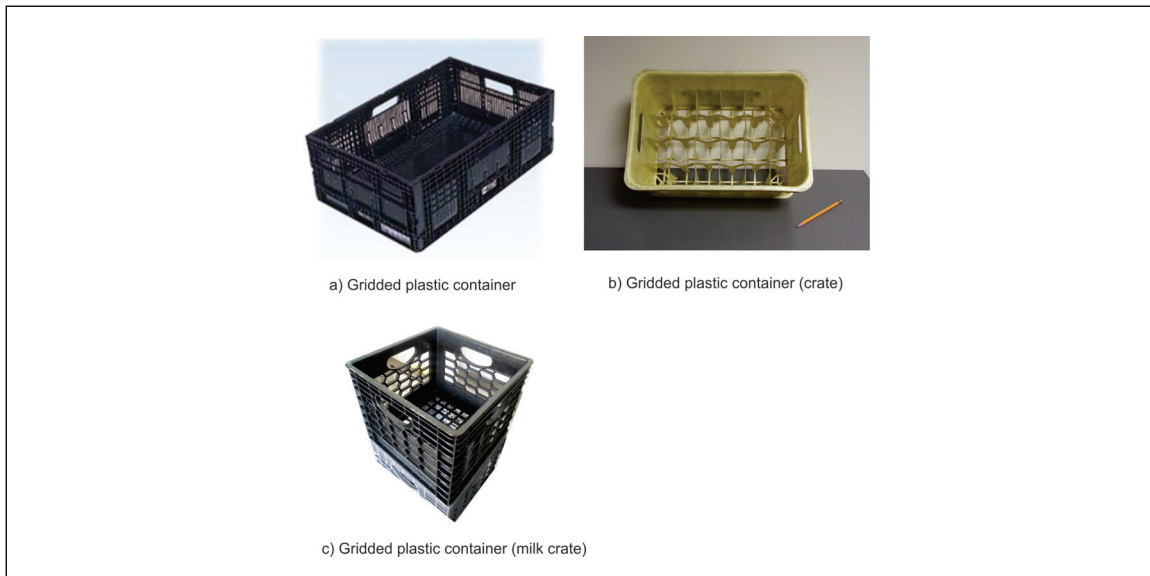 a) Gridded plastic container
b) Gridded plastic container (crate)
c) Gridded plastic container (milk crate)